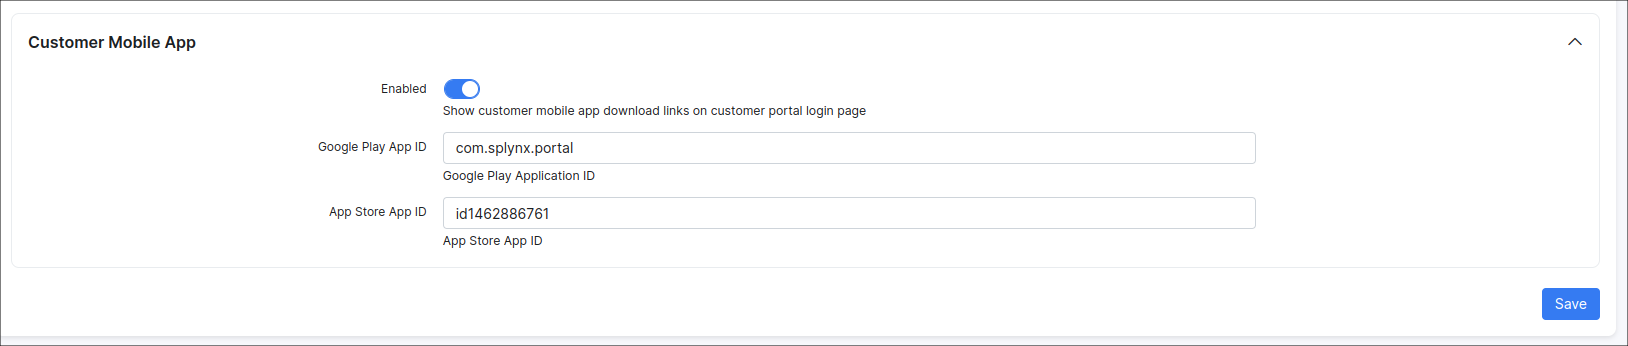 Customer Mobile App
Enabled
Show customer mobile app download links on customer portal login page
Google Play App ID
com.splynx.portal
Google Play Application ID
App Store App ID
id1462886761
App Store App ID
Save